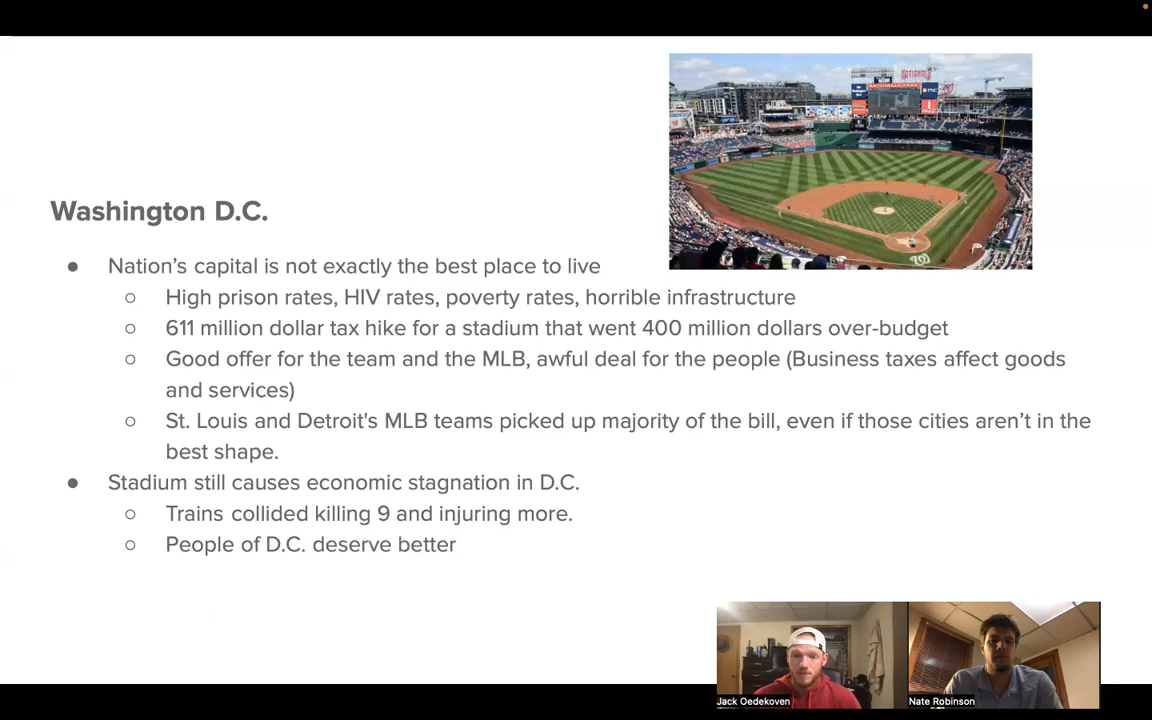 NATIONALS
Washington D.C.
● Nation’s capital is not exactly the best place to live
○ High prison rates, HIV rates, poverty rates, horrible infrastructure
○ 611 million dollar tax hike for a stadium that went 400 million dollars over-budget
○ Good offer for the team and the MLB, awful deal for the people (Business taxes affect goods
and services)
○ St. Louis and Detroit's MLB teams picked up majority of the bill, even if those cities aren’t in the
best shape.
● Stadium still causes economic stagnation in D.C.
○ Trains collided killing 9 and injuring more.
○ People of D.C. deserve better
Jack Oedekoven
Nate Robinson